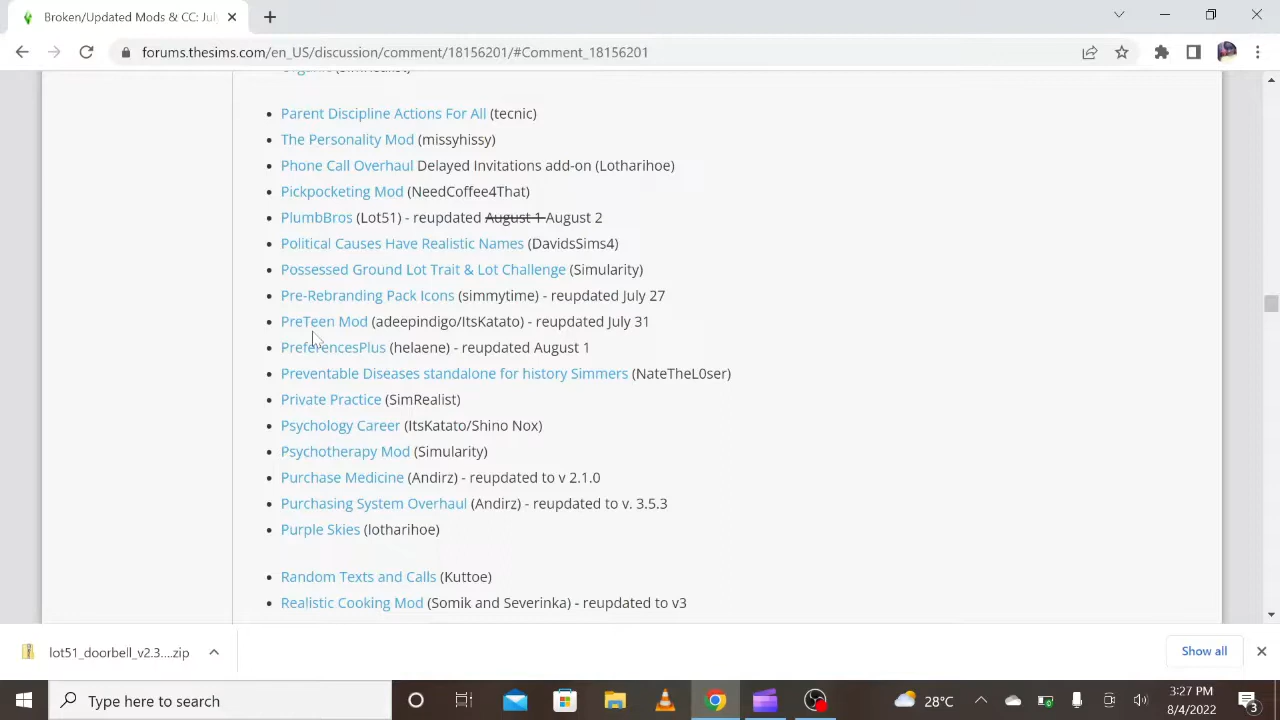 Broken/Updated Mods & CC: July
forums.thesims.com/en_US/discussion/comment/18156201/#Comment_18156201
Organic (SimRealist)
Parent Discipline Actions For All (tecnic)
The Personality Mod (missyhissy)
Phone Call Overhaul Delayed Invitations add-on (Lotharihoe)
Pickpocketing Mod (NeedCoffee4That)
PlumbBros (Lot51) - reupdated August 1 August 2
Political Causes Have Realistic Names (DavidsSims4)
Possessed Ground Lot Trait & Lot Challenge (Simularity)
Pre-Rebranding Pack Icons (simmytime) - reupdated July 27
PreTeen Mod (adeepindigo/ItsKatato) - reupdated July 31
PreferencesPlus (helaene) - reupdated August 1
Preventable Diseases standalone for history Simmers (NateTheL0ser)
Private Practice (SimRealist)
Psychology Career (ItsKatato/Shino Nox)
Psychotherapy Mod (Simularity)
Purchase Medicine (Andirz) - reupdated to v 2.1.0
Purchasing System Overhaul (Andirz) - reupdated to v. 3.5.3
Purple Skies (lotharihoe)
Random Texts and Calls (Kuttoe)
Realistic Cooking Mod (Somik and Severinka) - reupdated to v3
lot51_doorbell_v2.3....zip
Show all
Type here to search
28°C
3:27 PM
8/4/2022
3